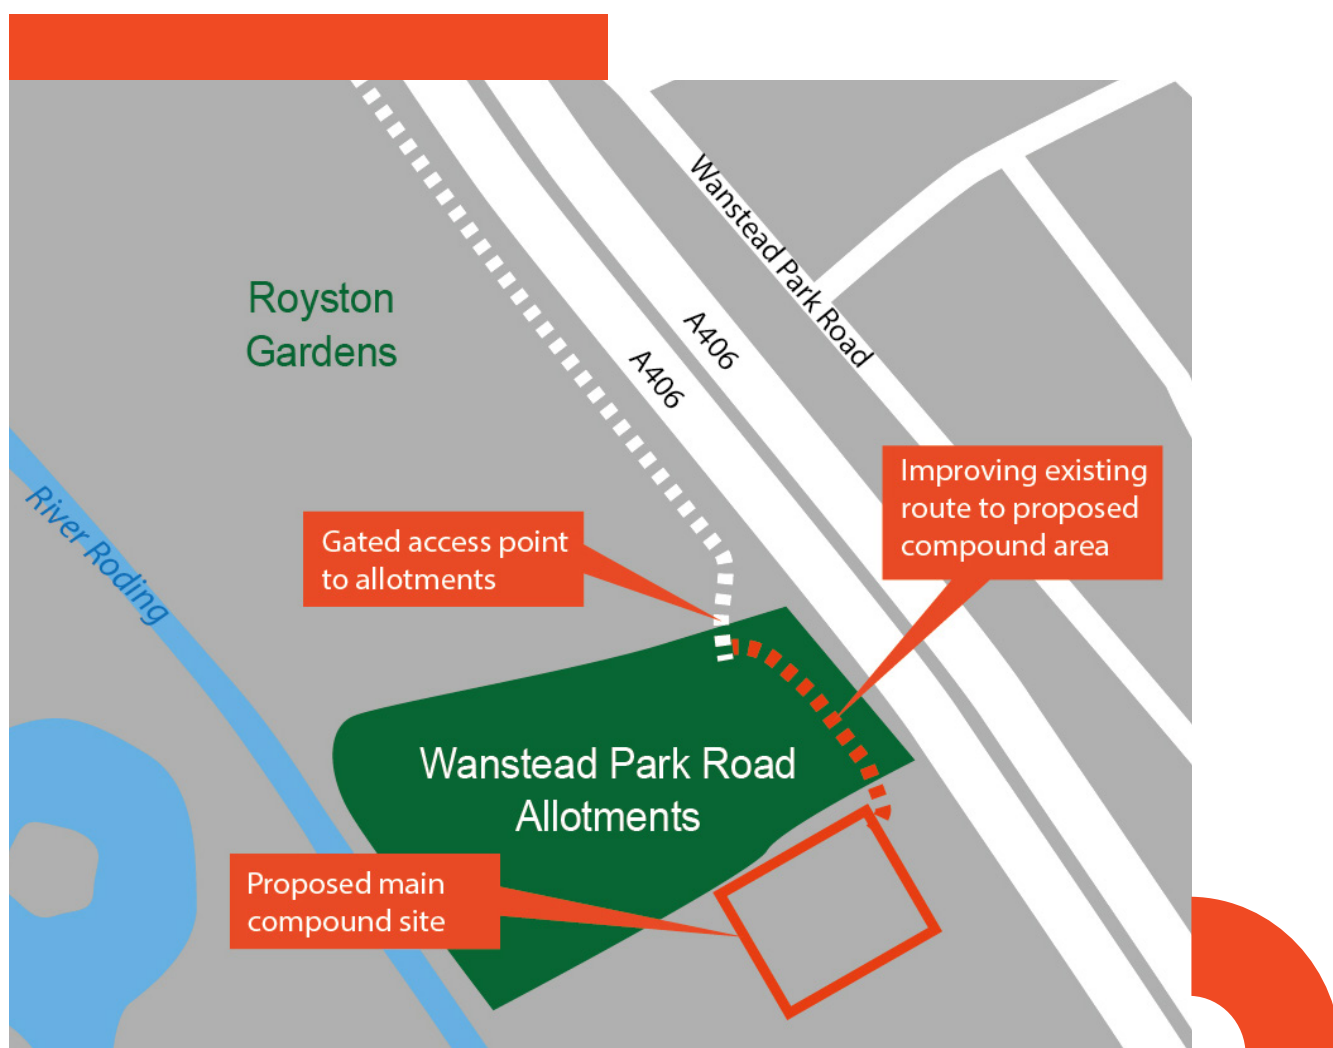 Wanstead Park Road
Royston
Gardens
A406
A406
Improving existing
route to proposed
compound area
River Roding
Gated access point
to allotments
Wanstead Park Road
Allotments
Proposed main
compound site